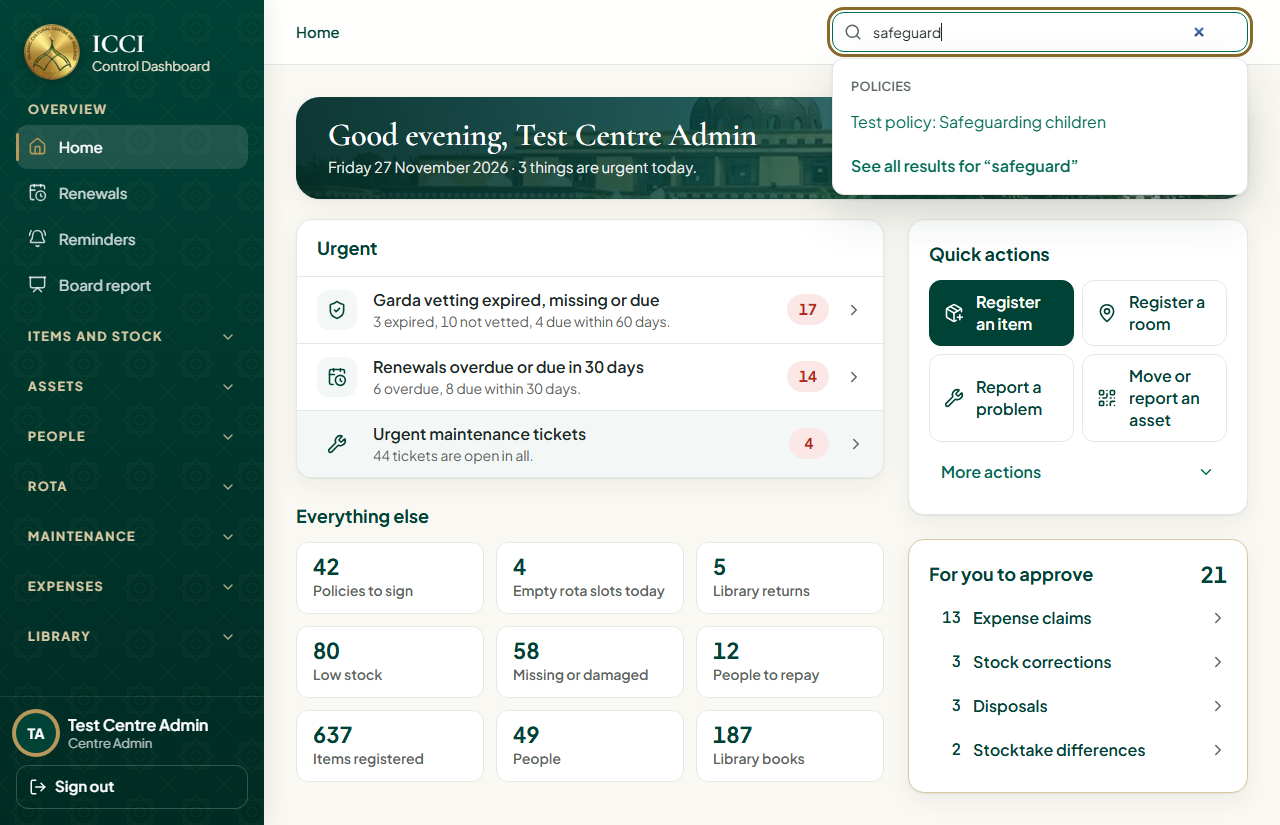 ICCI
Control Dashboard
OVERVIEW
Home
Renewals
Reminders
Board report
ITEMS AND STOCK
ASSETS
PEOPLE
ROTA
MAINTENANCE
EXPENSES
LIBRARY
TA
Test Centre Admin
Centre Admin
Sign out
Home
safeguard
POLICIES
Test policy: Safeguarding children
See all results for “safeguard”
Good evening, Test Centre Admin
Friday 27 November 2026 · 3 things are urgent today.
Urgent
Garda vetting expired, missing or due
3 expired, 10 not vetted, 4 due within 60 days.
17
Renewals overdue or due in 30 days
6 overdue, 8 due within 30 days.
14
Urgent maintenance tickets
44 tickets are open in all.
4
Everything else
42
Policies to sign
4
Empty rota slots today
5
Library returns
80
Low stock
58
Missing or damaged
12
People to repay
637
Items registered
49
People
187
Library books
Quick actions
Register
an item
Register a
room
Report a
problem
Move or
report an
asset
More actions
For you to approve 21
13 Expense claims
3 Stock corrections
3 Disposals
2 Stocktake differences